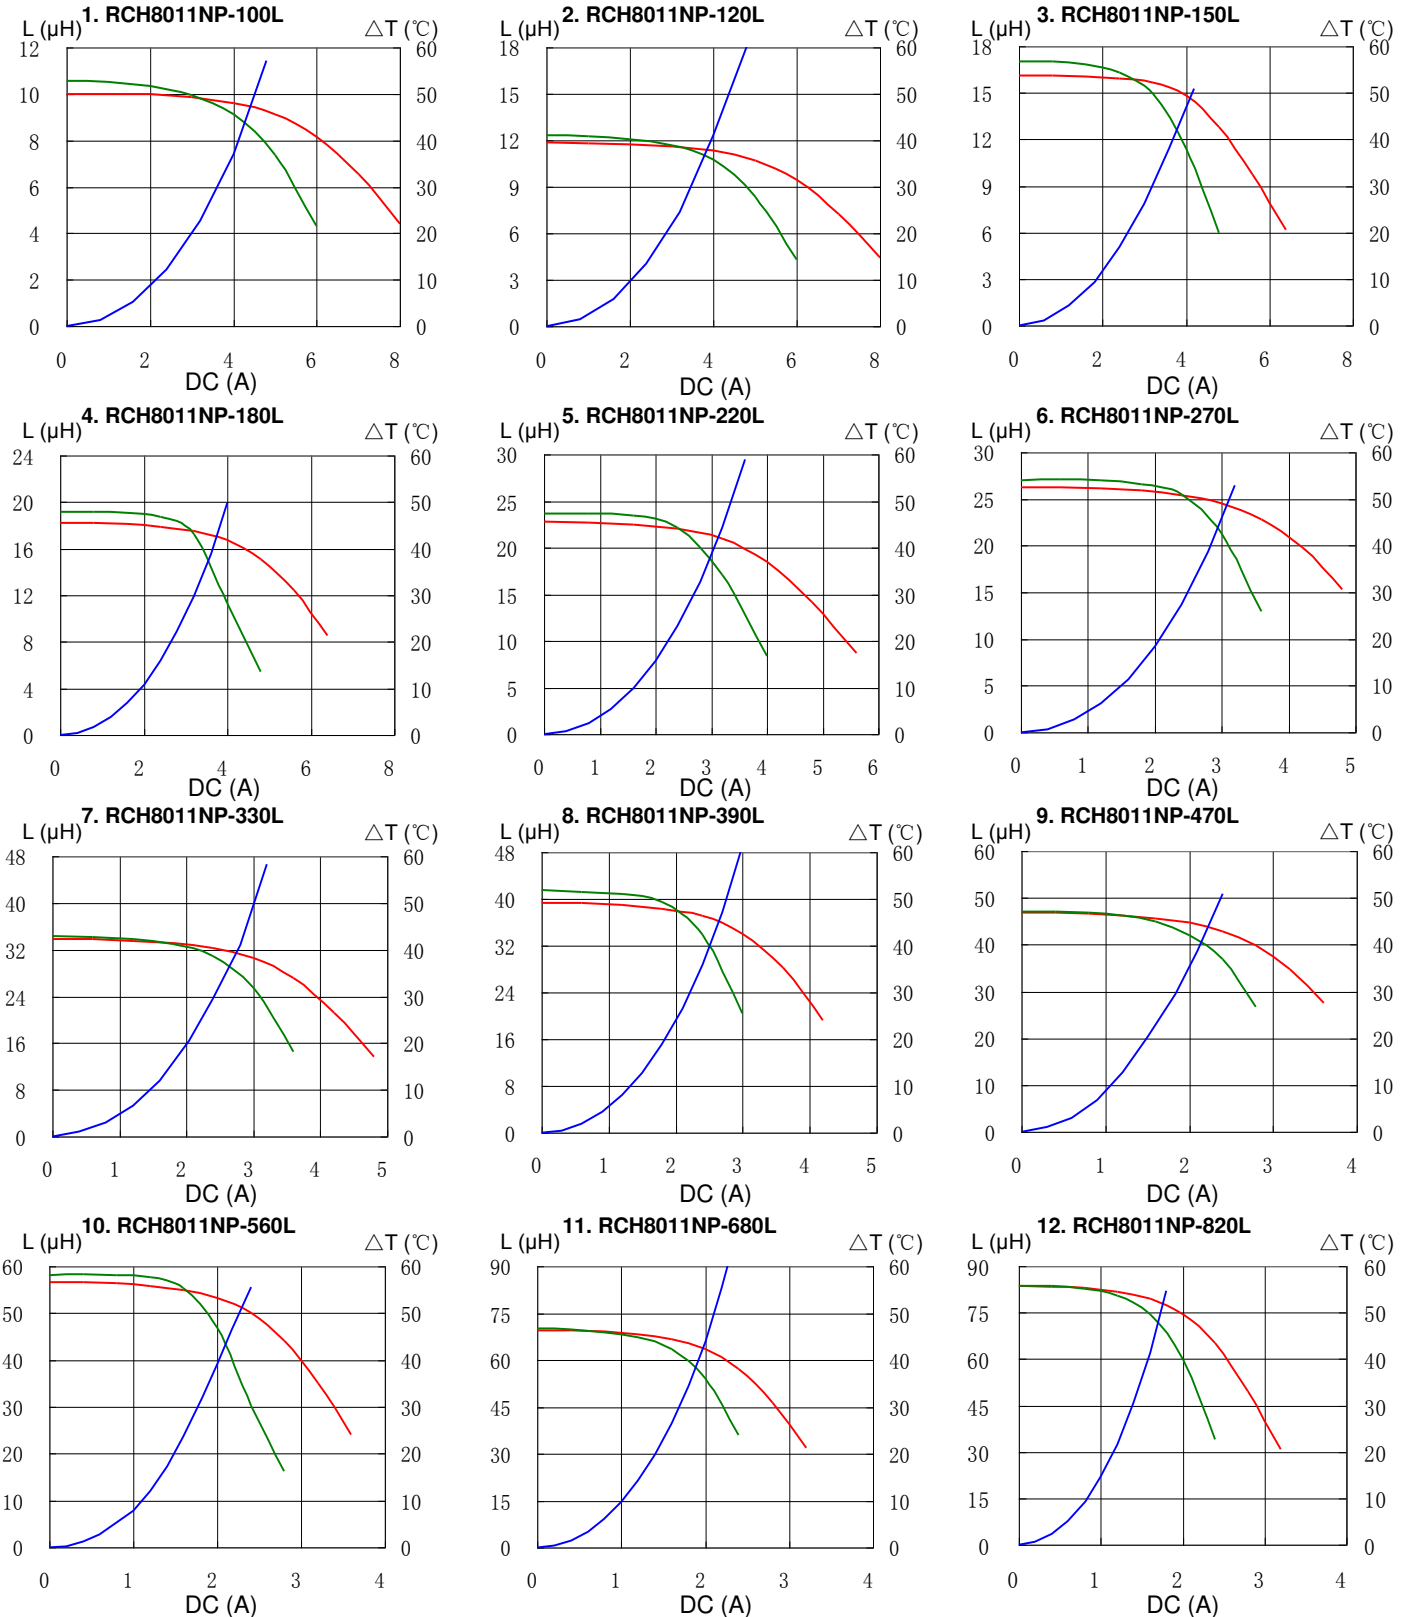 1. RCH8011NP-100L
L (µH) △T (℃)
12 60
10 50
8 40
6 30
4 20
2 10
0 0
0 2 4 6 8
DC (A)
2. RCH8011NP-120L
L (µH) △T (℃)
18 60
15 50
12 40
9 30
6 20
3 10
0 0
0 2 4 6 8
DC (A)
3. RCH8011NP-150L
L (µH) △T (℃)
18 60
15 50
12 40
9 30
6 20
3 10
0 0
0 2 4 6 8
DC (A)
4. RCH8011NP-180L
L (µH) △T (℃)
24 60
20 50
16 40
12 30
8 20
4 10
0 0
0 2 4 6 8
DC (A)
5. RCH8011NP-220L
L (µH) △T (℃)
30 60
25 50
20 40
15 30
10 20
5 10
0 0
0 1 2 3 4 5 6
DC (A)
6. RCH8011NP-270L
L (µH) △T (℃)
30 60
25 50
20 40
15 30
10 20
5 10
0 0
0 1 2 3 4 5
DC (A)
7. RCH8011NP-330L
L (µH) △T (℃)
48 60
40 50
32 40
24 30
16 20
8 10
0 0
0 1 2 3 4 5
DC (A)
8. RCH8011NP-390L
L (µH) △T (℃)
48 60
40 50
32 40
24 30
16 20
8 10
0 0
0 1 2 3 4 5
DC (A)
9. RCH8011NP-470L
L (µH) △T (℃)
60 60
50 50
40 40
30 30
20 20
10 10
0 0
0 1 2 3 4
DC (A)
10. RCH8011NP-560L
L (µH) △T (℃)
60 60
50 50
40 40
30 30
20 20
10 10
0 0
0 1 2 3 4
DC (A)
11. RCH8011NP-680L
L (µH) △T (℃)
90 60
75 50
60 40
45 30
30 20
15 10
0 0
0 1 2 3 4
DC (A)
12. RCH8011NP-820L
L (µH) △T (℃)
90 60
75 50
60 40
45 30
30 20
15 10
0 0
0 1 2 3 4
DC (A)